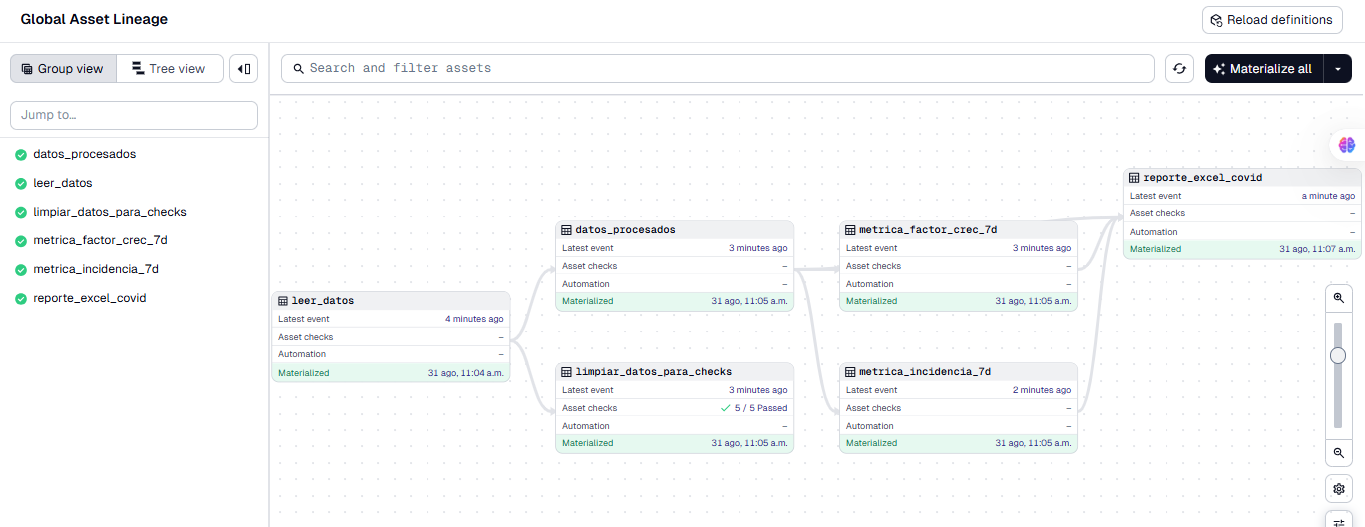 Global Asset Lineage
Reload definitions
Group view
Tree view
Search and filter assets
Materialize all
Jump to…
datos_procesados
leer_datos
limpiar_datos_para_checks
metrica_factor_crec_7d
metrica_incidencia_7d
reporte_excel_covid
leer_datos
Latest event 4 minutes ago
Asset checks –
Automation –
Materialized 31 ago, 11:04 a.m.
datos_procesados
Latest event 3 minutes ago
Asset checks –
Automation –
Materialized 31 ago, 11:05 a.m.
limpiar_datos_para_checks
Latest event 3 minutes ago
Asset checks 5 / 5 Passed
Automation –
Materialized 31 ago, 11:05 a.m.
metrica_factor_crec_7d
Latest event 3 minutes ago
Asset checks –
Automation –
Materialized 31 ago, 11:05 a.m.
metrica_incidencia_7d
Latest event 2 minutes ago
Asset checks –
Automation –
Materialized 31 ago, 11:05 a.m.
reporte_excel_covid
Latest event a minute ago
Asset checks –
Automation –
Materialized 31 ago, 11:07 a.m.